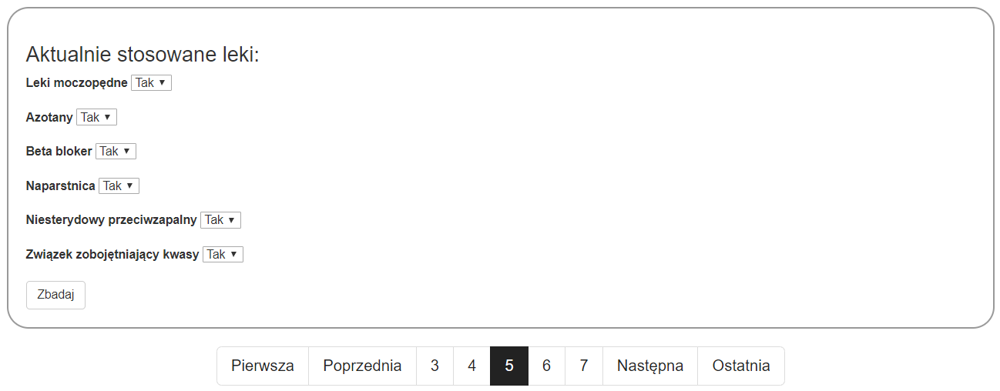 Aktualnie stosowane leki:
Leki moczopędne Tak
Azotany Tak
Beta bloker Tak
Naparstnica Tak
Niesterydowy przeciwzapalny Tak
Związek zobojętniający kwasy Tak
Zbadaj
Pierwsza Poprzednia 3 4 5 6 7 Następna Ostatnia